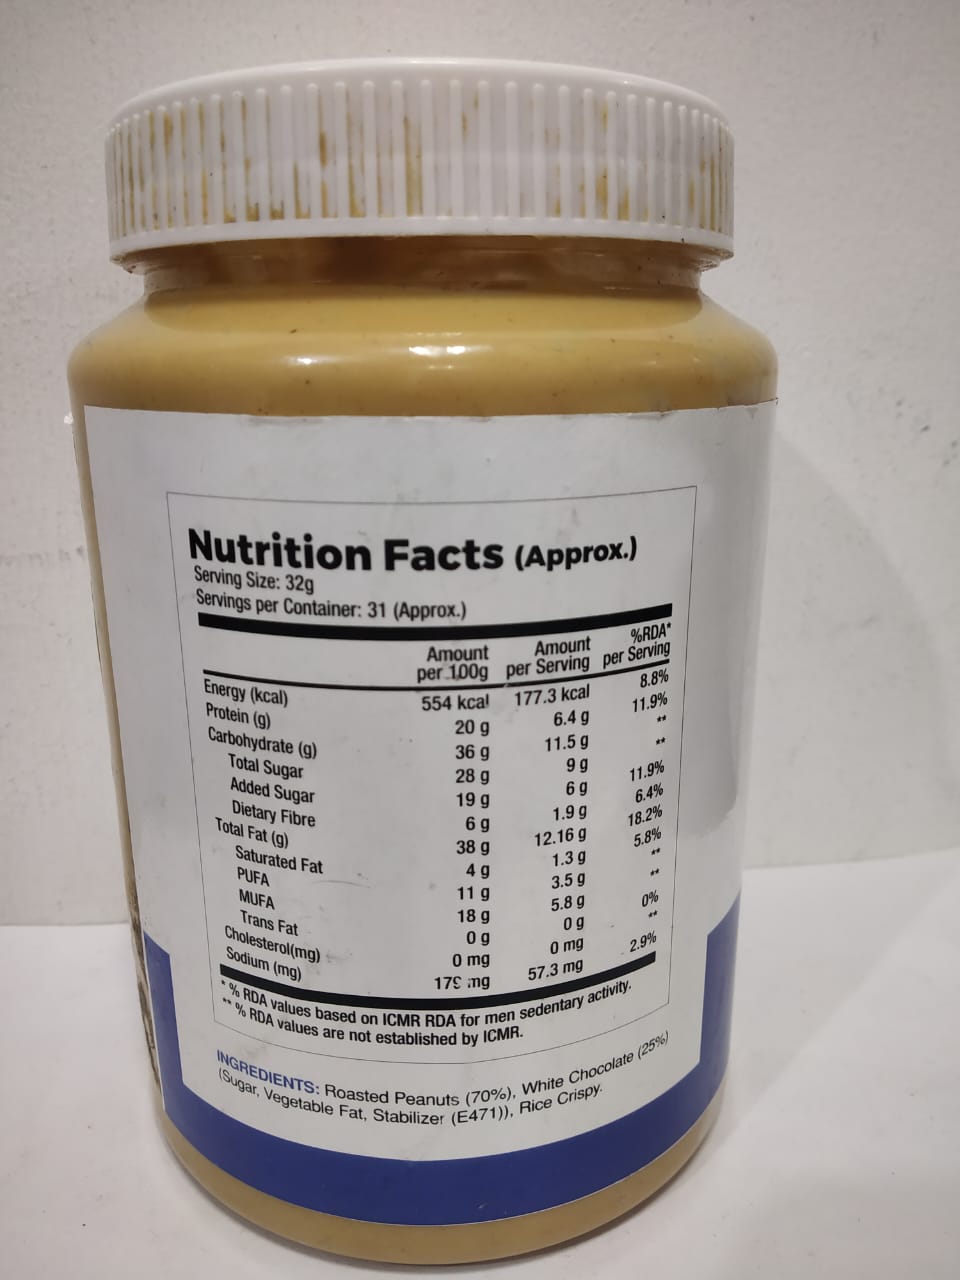 Nutrition Facts (Approx.)
Serving Size: 32g
Servings per Container: 31 (Approx.)
Amount per 100g Amount per Serving %RDA* per Serving
Energy (kcal) 554 kcal 177.3 kcal 8.8%
Protein (g) 20 g 6.4 g 11.9%
Carbohydrate (g) 36 g 11.5 g **
Total Sugar 28 g 9 g **
Added Sugar 19 g 6 g 11.9%
Dietary Fibre 6 g 1.9 g 6.4%
Total Fat (g) 38 g 12.16 g 18.2%
Saturated Fat 4 g 1.3 g 5.8%
PUFA 11 g 3.5 g **
MUFA 18 g 5.8 g **
Trans Fat 0 g 0 g 0%
Cholesterol(mg) 0 mg 0 mg **
Sodium (mg) mg 57.3 mg 2.9%
* % RDA values based on ICMR RDA for men sedentary activity.
** % RDA values are not established by ICMR.
INGREDIENTS: Roasted Peanuts (70%), White Chocolate (25%)
(Sugar, Vegetable Fat, Stabilizer (E471)), Rice Crispy.